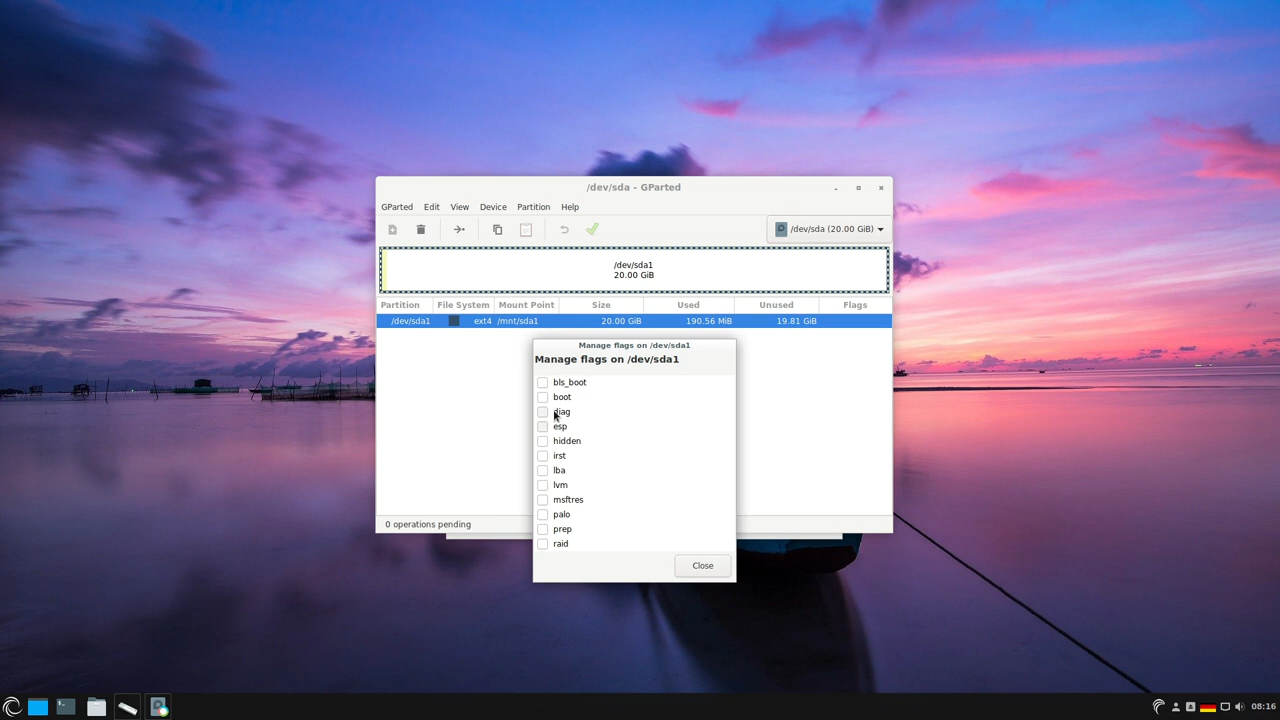 /dev/sda - GParted
GParted Edit View Device Partition Help
/dev/sda (20.00 GiB)
/dev/sda1
20.00 GiB
Partition File System Mount Point Size Used Unused Flags
/dev/sda1 ext4 /mnt/sda1 20.00 GiB 190.56 MiB 19.81 GiB
Manage flags on /dev/sda1
Manage flags on /dev/sda1
bls_boot
boot
diag
esp
hidden
irst
lba
lvm
msftres
palo
prep
raid
Close
0 operations pending
08:16